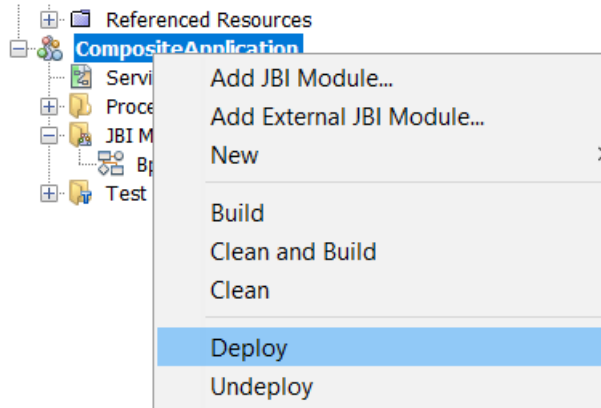 Referenced Resources
CompositeApplication
Servi
Add JBI Module...
Proce
Add External JBI Module...
JBI M
New
Bp
Test
Build
Clean and Build
Clean
Deploy
Undeploy